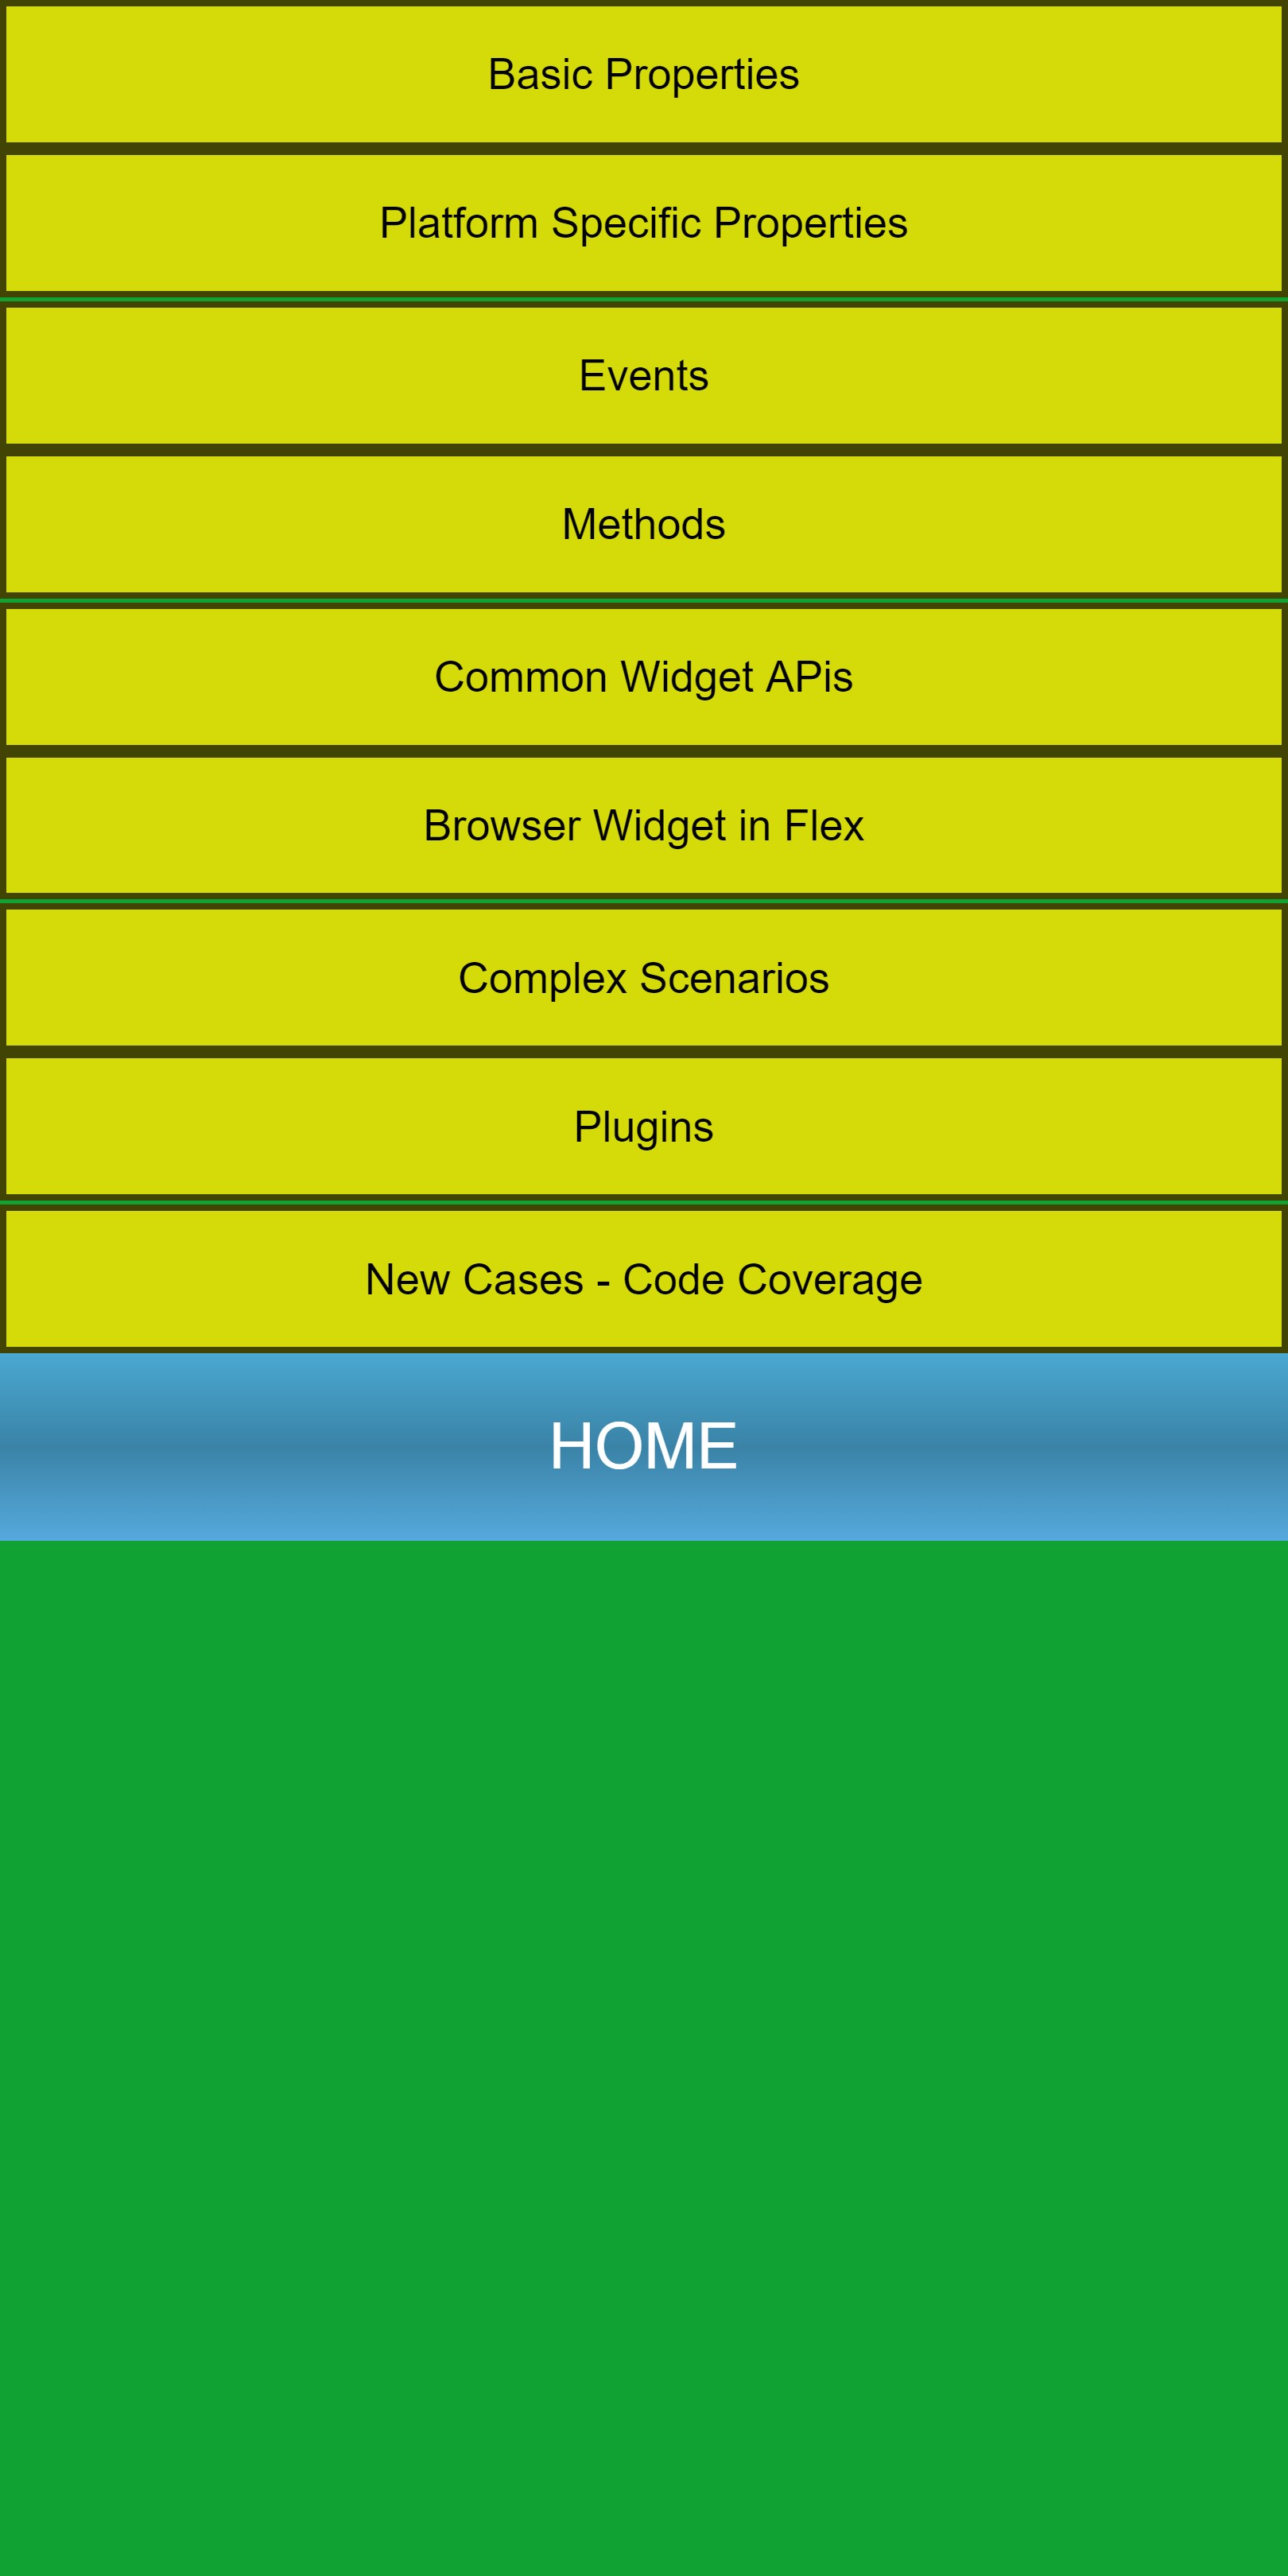 Basic Properties
Platform Specific Properties
Events
Methods
Common Widget APis
Browser Widget in Flex
Complex Scenarios
Plugins
New Cases - Code Coverage
HOME